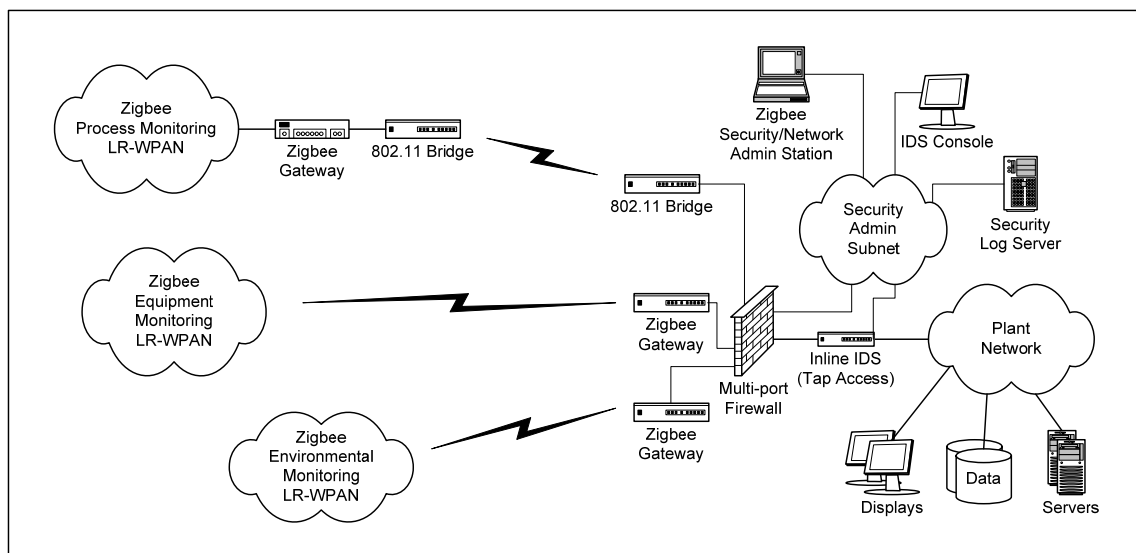 Zigbee
Process Monitoring
LR-WPAN
Zigbee
Gateway
802.11 Bridge
802.11 Bridge
Zigbee
Security/Network
Admin Station
IDS Console
Security
Log Server
Security
Admin
Subnet
Zigbee
Equipment
Monitoring
LR-WPAN
Zigbee
Gateway
Multi-port
Firewall
Inline IDS
(Tap Access)
Plant
Network
Zigbee
Environmental
Monitoring
LR-WPAN
Zigbee
Gateway
Displays
Data
Servers